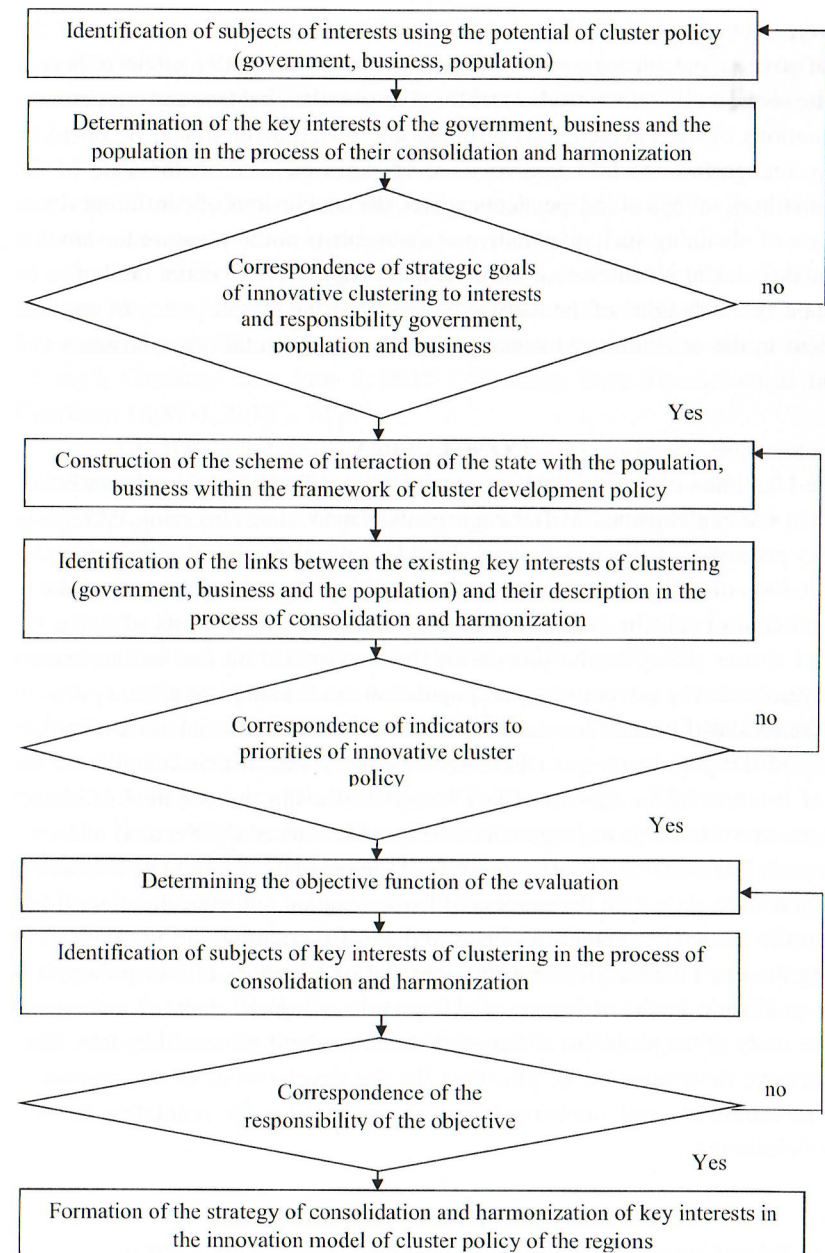 Identification of subjects of interests using the potential of cluster policy
(government, business, population)
Determination of the key interests of the government, business and the
population in the process of their consolidation and harmonization
Correspondence of strategic goals
of innovative clustering to interests
and responsibility government,
population and business
no
Yes
Construction of the scheme of interaction of the state with the population,
business within the framework of cluster development policy
Identification of the links between the existing key interests of clustering
(government, business and the population) and their description in the
process of consolidation and harmonization
Correspondence of indicators to
priorities of innovative cluster
policy
no
Yes
Determining the objective function of the evaluation
Identification of subjects of key interests of clustering in the process of
consolidation and harmonization
Correspondence of the
responsibility of the objective
no
Yes
Formation of the strategy of consolidation and harmonization of key interests in
the innovation model of cluster policy of the regions